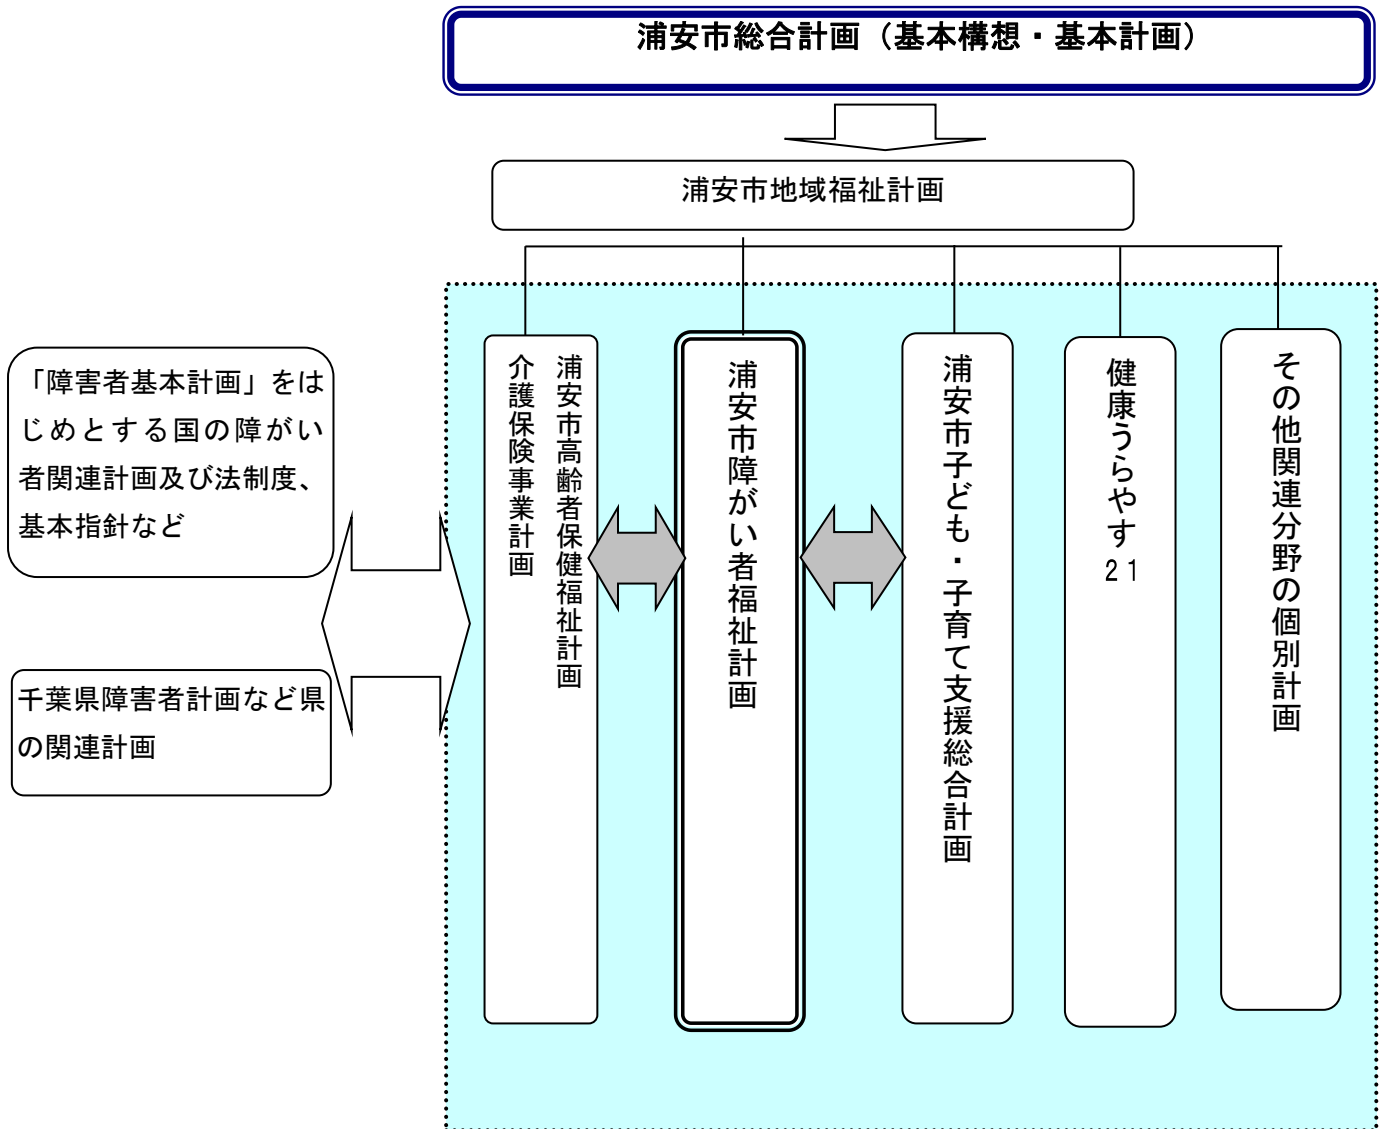 浦安市総合計画（基本構想・基本計画）
浦安市地域福祉計画
「障害者基本計画」をは
じめとする国の障がい
者関連計画及び法制度、
基本指針など
千葉県障害者計画など県
の関連計画
浦安市高齢者保健福祉計画
介護保険事業計画
浦安市障がい者福祉計画
浦安市子ども・子育て支援総合計画
健康うらやす２１
その他関連分野の個別計画